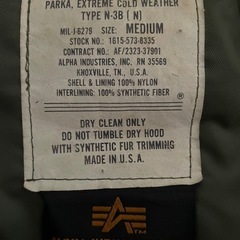 PARKA, EXTREME COLD WEATHER
TYPE N-3B ( N )
MIL-J-6279 SIZE: MEDIUM
STOCK NO.: 1615-573-8335
CONTRACT NO.: AF/2323-37901
ALPHA INDUSTRIES, INC. RN 35569
KNOXVILLE, TN., U.S.A.
SHELL & LINING 100% NYLON
INTERLINING: 100% SYNTHETIC FIBER
DRY CLEAN ONLY
DO NOT TUMBLE DRY HOOD
WITH SYNTHETIC FUR TRIMMING
MADE IN U.S.A.
TM